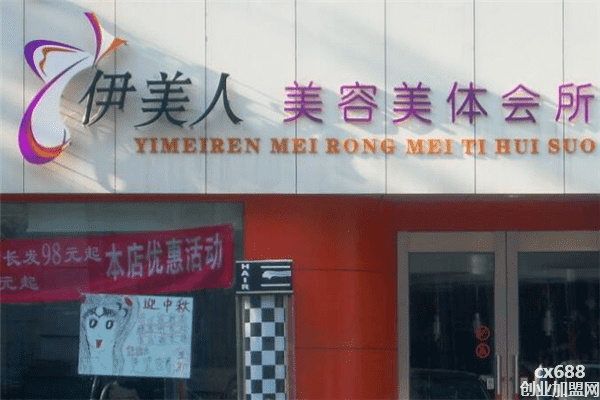 伊美人 美容美体会所
YIMEIREN MEI RONG MEI TI HUI SUO
长发98元起 本店优惠活动
元起
HAIR
迎中秋
cx688
创业加盟网